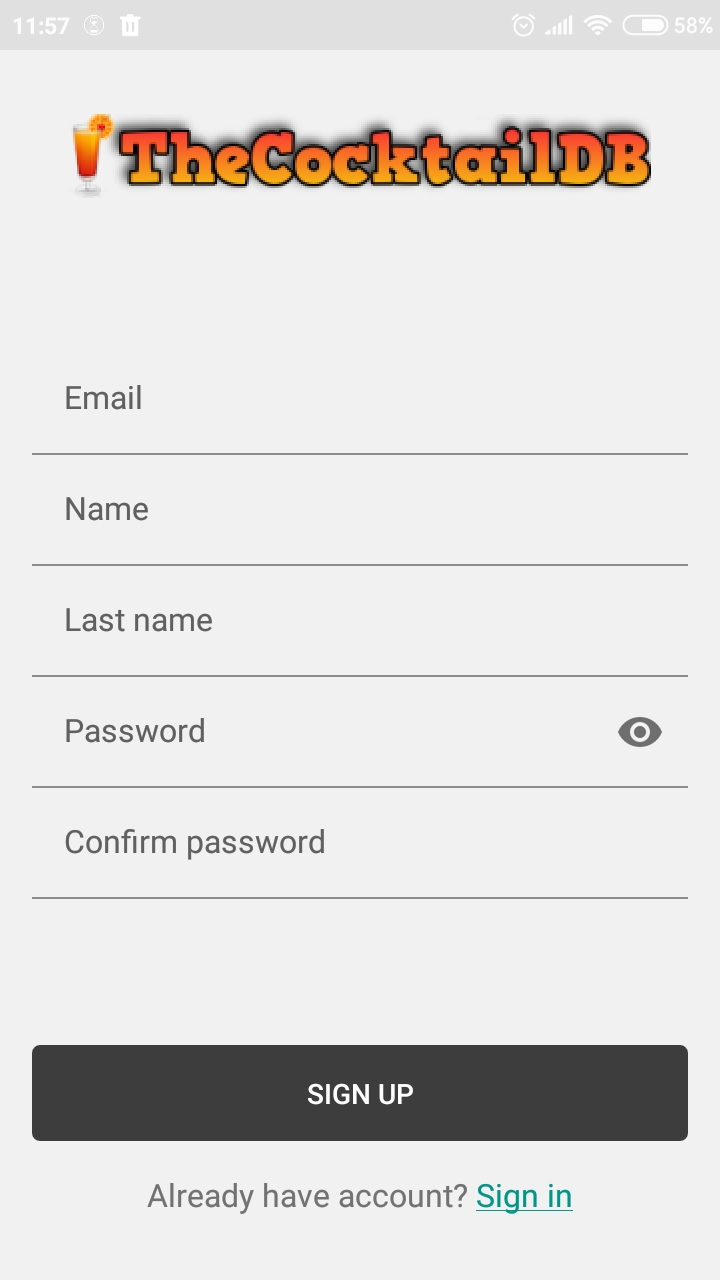 11:57 58%
TheCocktailDB
Email
Name
Last name
Password
Confirm password
SIGN UP
Already have account? Sign in